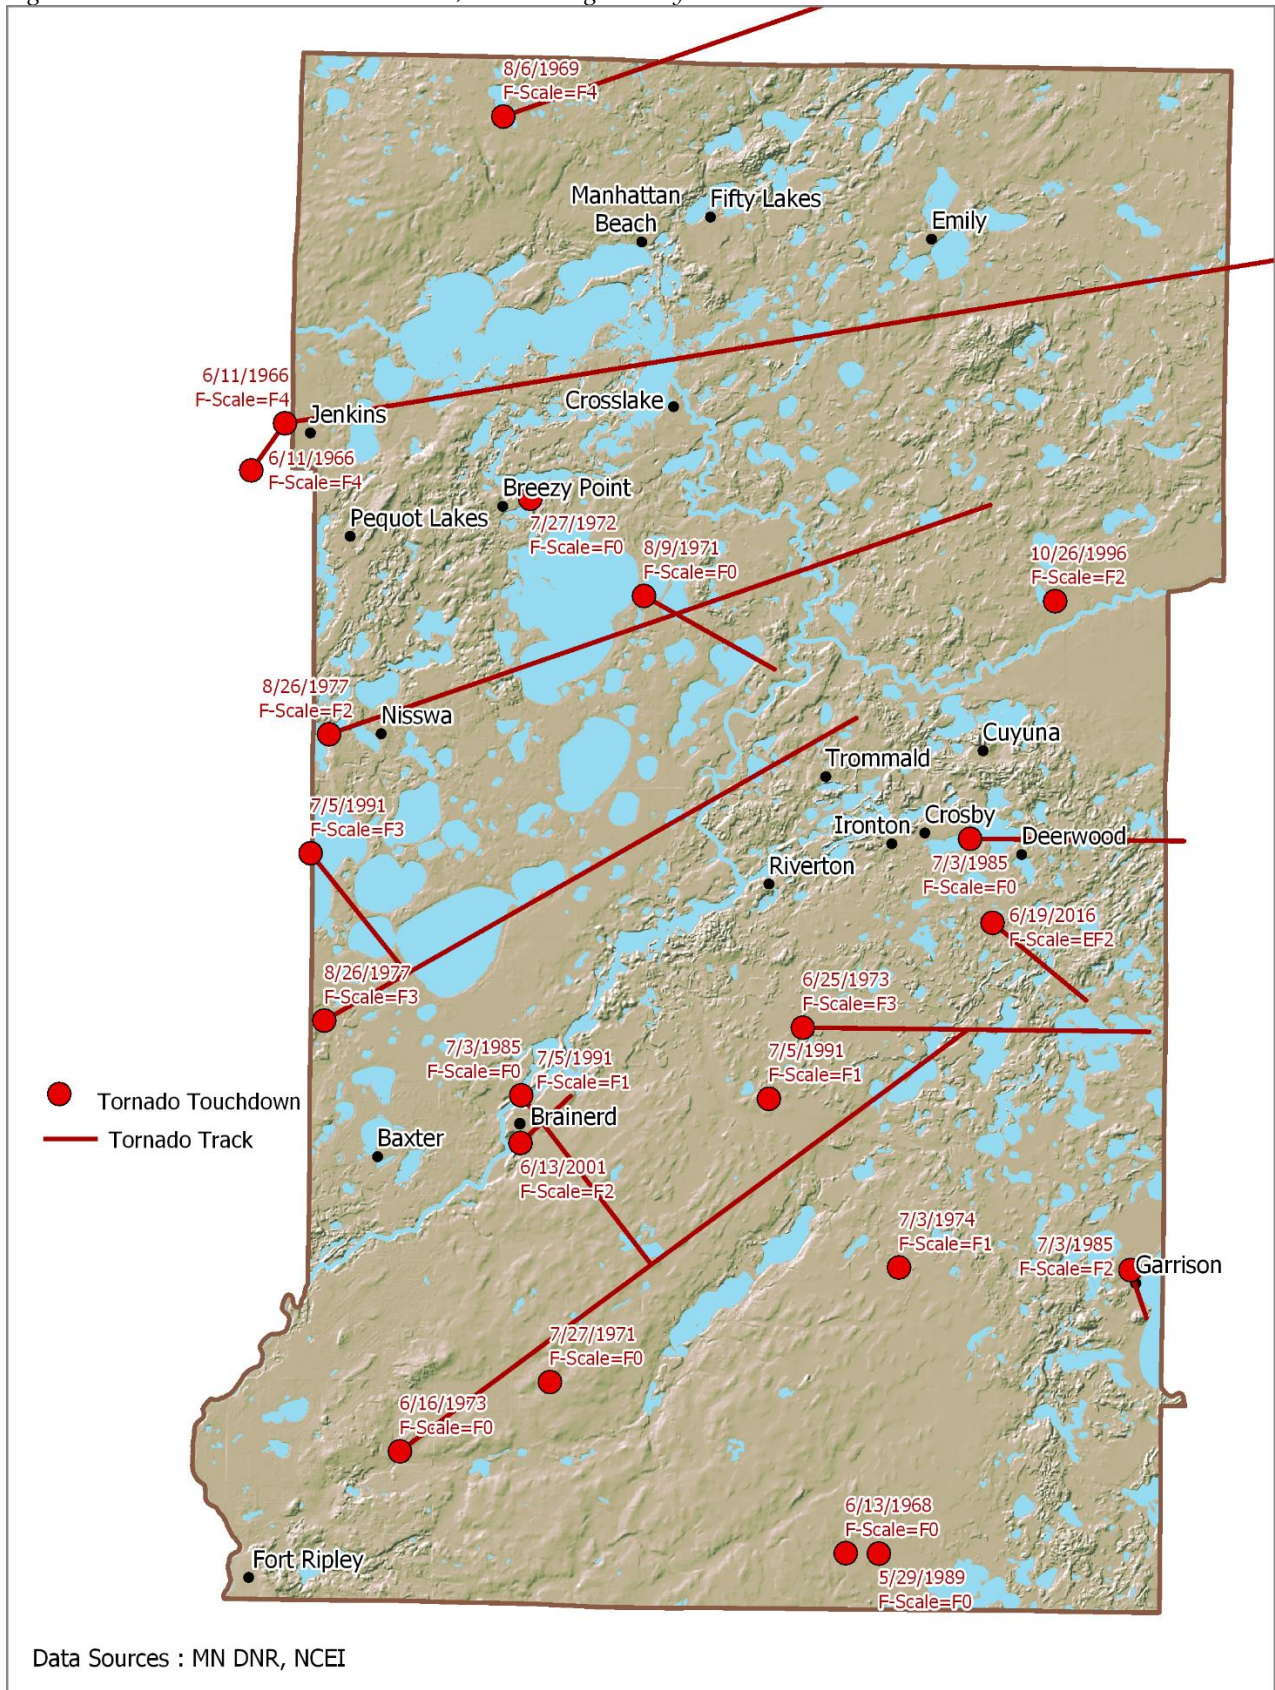 8/6/1969
F-Scale=F4
Manhattan
Beach
Fifty Lakes
Emily
6/11/1966
F-Scale=F4
Jenkins
Crosslake
6/11/1966
F-Scale=F4
Breezy Point
Pequot Lakes
7/27/1972
F-Scale=F0
8/9/1971
F-Scale=F0
10/26/1996
F-Scale=F2
8/26/1977
F-Scale=F2
Nisswa
Cuyuna
Trommald
7/5/1991
F-Scale=F3
Ironton
Crosby
Deerwood
7/3/1985
F-Scale=F0
Riverton
6/19/2016
F-Scale=EF2
8/26/1977
F-Scale=F3
6/25/1973
F-Scale=F3
7/3/1985
F-Scale=F0
7/5/1991
F-Scale=F1
7/5/1991
F-Scale=F1
Tornado Touchdown
Brainerd
Tornado Track
Baxter
6/13/2001
F-Scale=F2
7/3/1974
F-Scale=F1
7/3/1985
F-Scale=F2
Garrison
7/27/1971
F-Scale=F0
6/16/1973
F-Scale=F0
6/13/1968
F-Scale=F0
Fort Ripley
5/29/1989
F-Scale=F0
Data Sources : MN DNR, NCEI